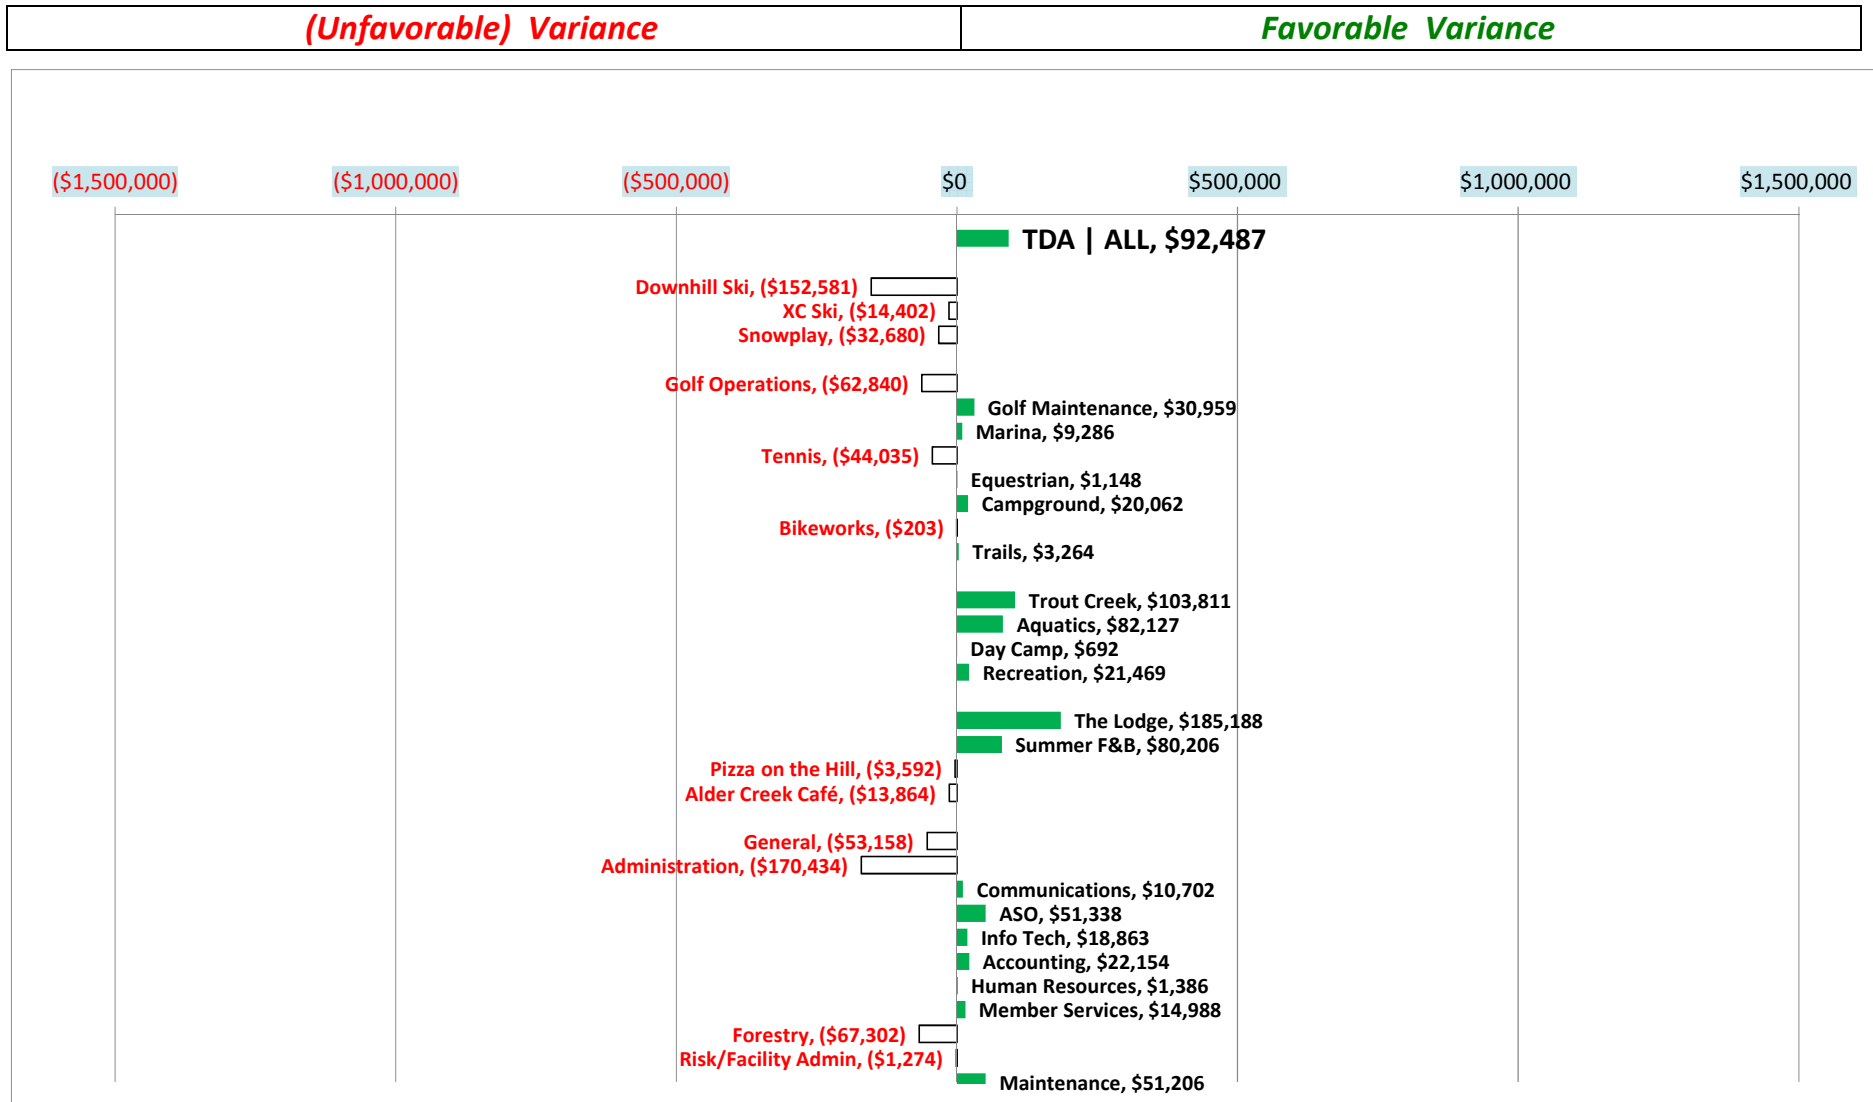 (Unfavorable) Variance
Favorable Variance
($1,500,000) ($1,000,000) ($500,000) $0 $500,000 $1,000,000 $1,500,000
TDA | ALL, $92,487
Downhill Ski, ($152,581)
XC Ski, ($14,402)
Snowplay, ($32,680)
Golf Operations, ($62,840)
Golf Maintenance, $30,959
Marina, $9,286
Tennis, ($44,035)
Equestrian, $1,148
Campground, $20,062
Bikeworks, ($203)
Trails, $3,264
Trout Creek, $103,811
Aquatics, $82,127
Day Camp, $692
Recreation, $21,469
The Lodge, $185,188
Summer F&B, $80,206
Pizza on the Hill, ($3,592)
Alder Creek Café, ($13,864)
General, ($53,158)
Administration, ($170,434)
Communications, $10,702
ASO, $51,338
Info Tech, $18,863
Accounting, $22,154
Human Resources, $1,386
Member Services, $14,988
Forestry, ($67,302)
Risk/Facility Admin, ($1,274)
Maintenance, $51,206